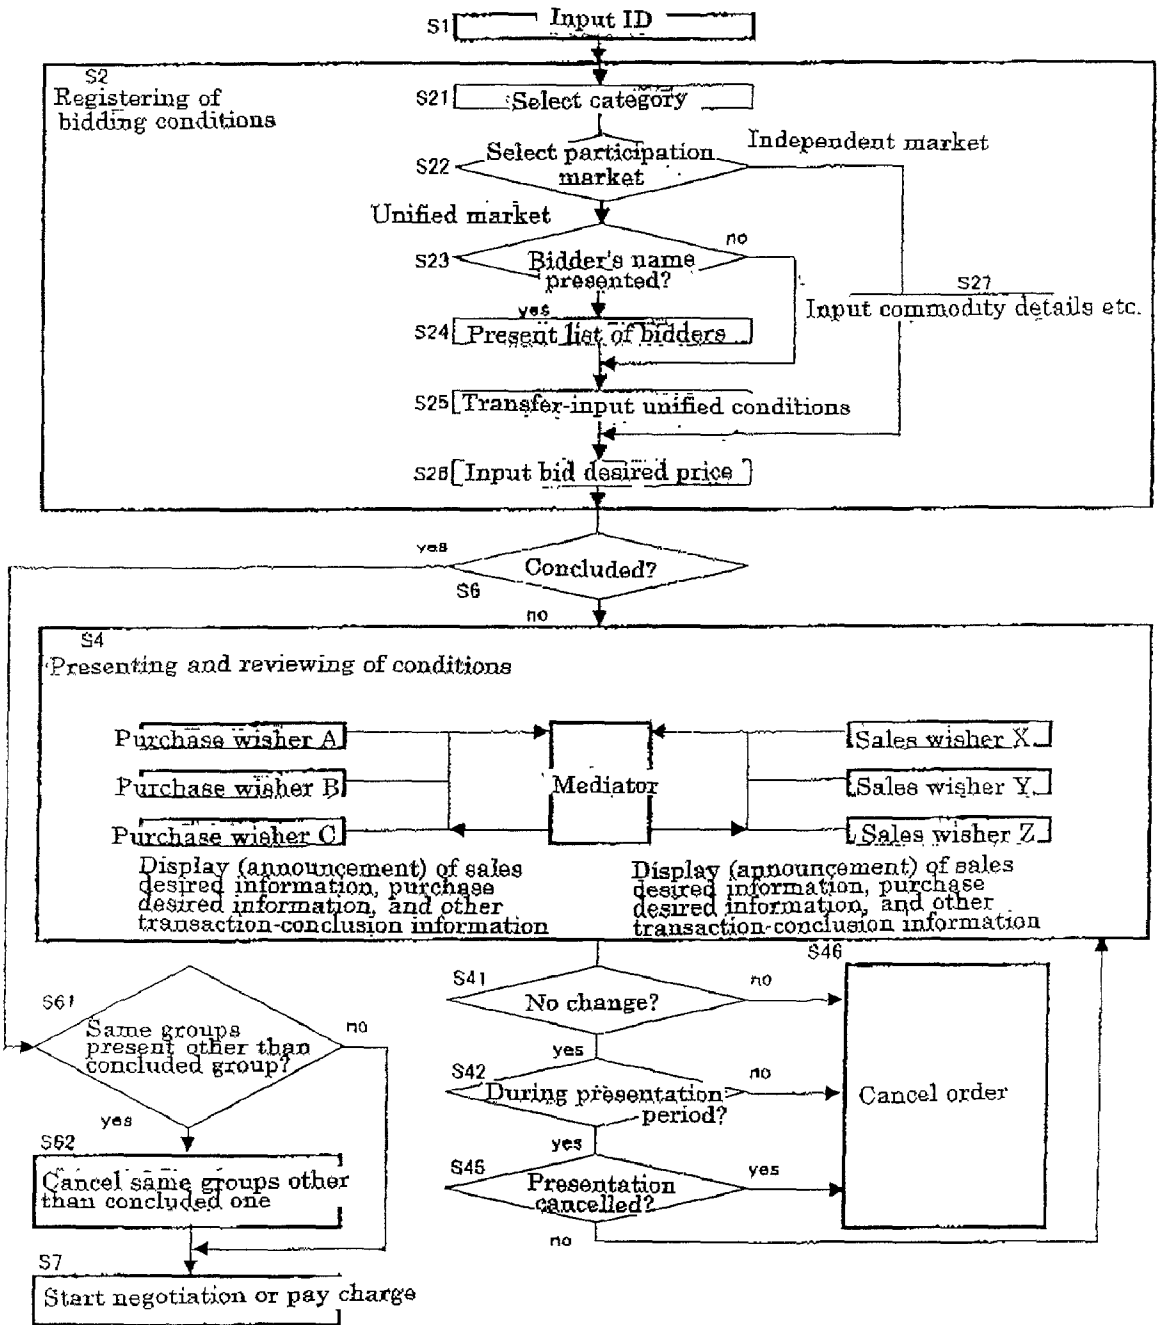 S1
Input ID
S2
Registering of
bidding conditions
S21
Select category
S22
Select participation
market
Independent market
Unified market
S23
Bidder's name
presented?
no
yes
S27
Input commodity details etc.
S24
Present list of bidders
S25
Transfer-input unified conditions
S28
Input bid desired price
yes
Concluded?
S6
no
S4
Presenting and reviewing of conditions
Purchase wisher A
Purchase wisher B
Purchase wisher C
Mediator
Sales wisher X
Sales wisher Y
Sales wisher Z
Display (announcement) of sales
desired information, purchase
desired information, and other
transaction-conclusion information
Display (announcement) of sales
desired information, purchase
desired information, and other
transaction-conclusion information
S41
No change?
no
yes
S46
Cancel order
S42
During presentation
period?
no
yes
S45
Presentation
cancelled?
yes
no
S61
Same groups
present other than
concluded group?
no
yes
S62
Cancel same groups other
than concluded one
S7
Start negotiation or pay charge